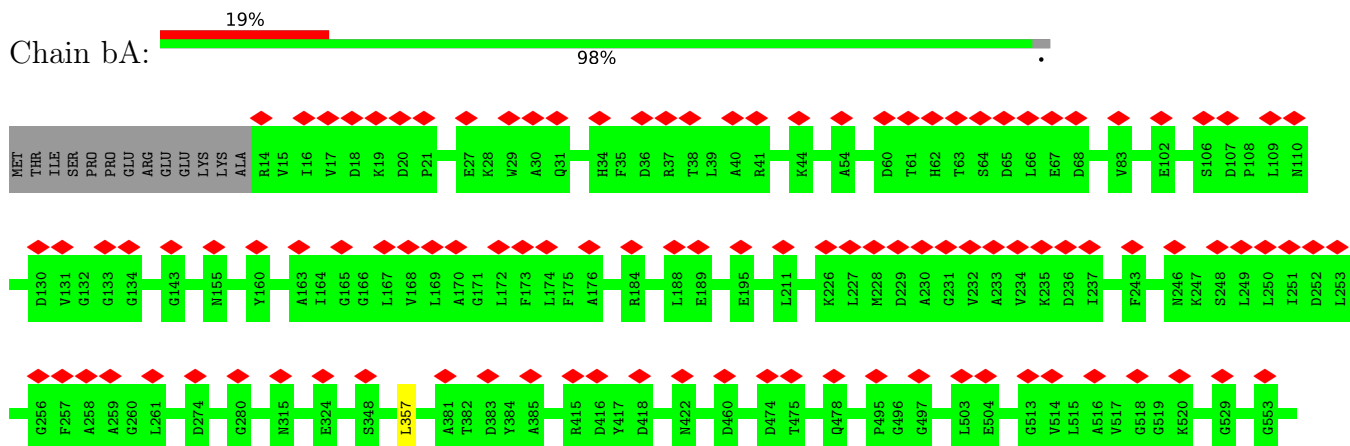 19%
Chain bA:
98%
.
MET THR ILE SER PRO PRO GLU ARG GLU GLU LYS LYS ALA R14 V15 I16 V17 D18 K19 D20 P21 E27 K28 W29 A30 Q31 H34 F35 D36 R37 T38 L39 A40 R41 K44 A54 D60 T61 H62 T63 S64 D65 L66 E67 D68 V83 E102 S106 D107 P108 L109 N110
D130 V131 G132 G133 G134 G143 N155 Y160 A163 I164 G165 G166 L167 V168 L169 A170 G171 L172 F173 L174 F175 A176 R184 L188 E189 E195 L211 K226 L227 M228 D229 A230 G231 V232 A233 V234 K235 D236 I237 F243 N246 K247 S248 L249 L250 I251 D252 L253
G256 F257 A258 A259 G260 L261 D274 G280 N315 E324 S348 L357 A381 T382 D383 Y384 A385 R415 D416 Y417 D418 N422 D460 D474 T475 Q478 P495 G496 G497 L503 E504 G513 V514 L515 A516 V517 G518 G519 K520 G529 G553